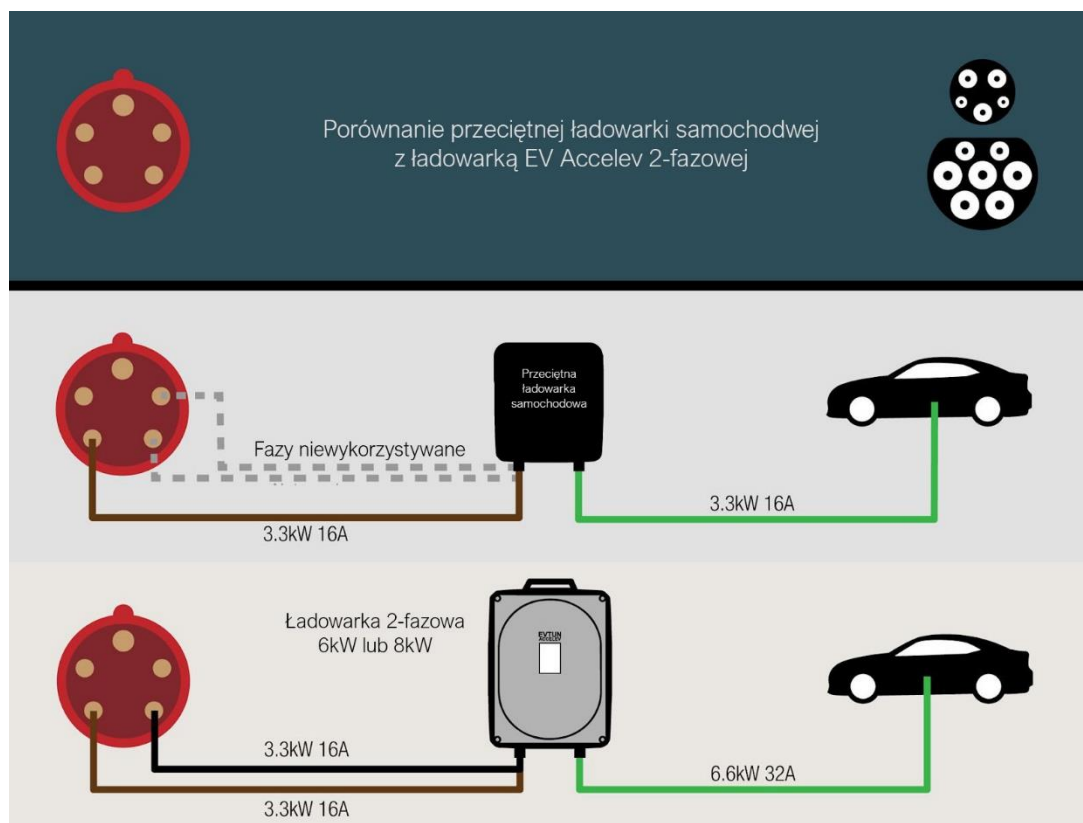 Porównanie przeciętnej ładowarki samochodwej
z ładowarką EV Accelev 2-fazowej
Przeciętna
ładowarka
samochodowa
Fazy niewykorzystywane
3.3kW 16A
3.3kW 16A
Ładowarka 2-fazowa
6kW lub 8kW
EVTUN
ACCELEV
3.3kW 16A
6.6kW 32A
3.3kW 16A